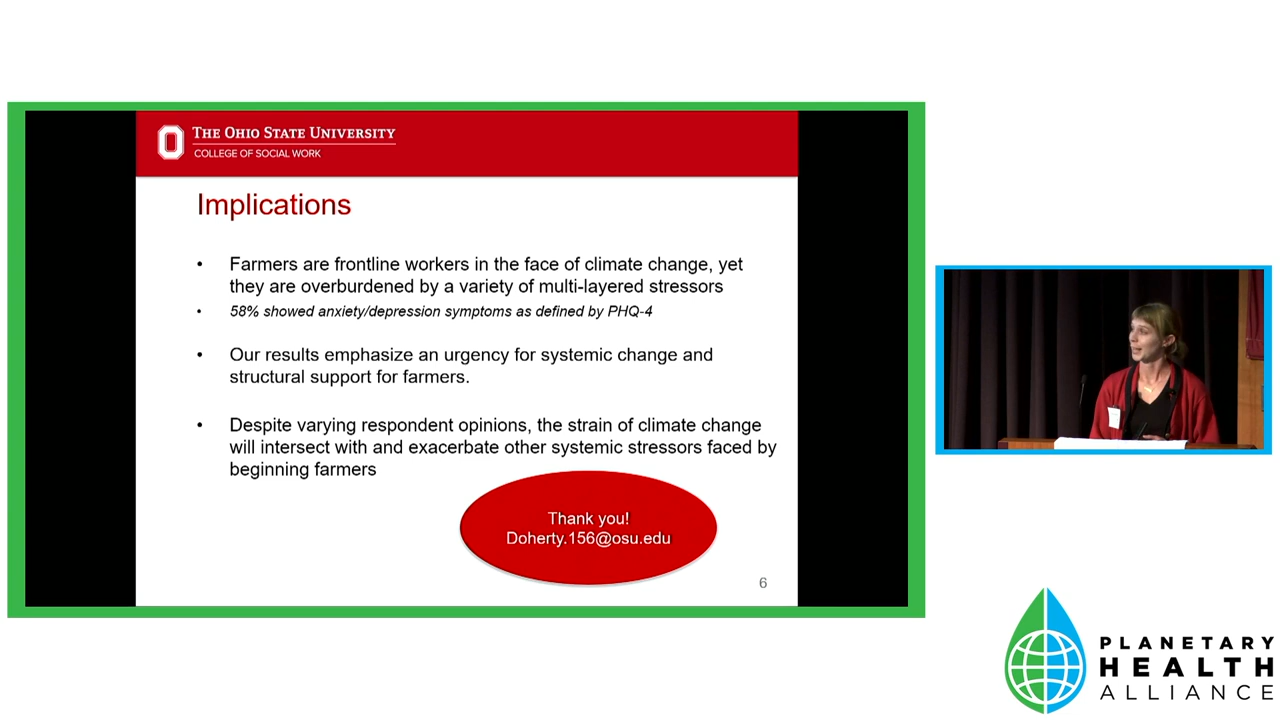 THE OHIO STATE UNIVERSITY
COLLEGE OF SOCIAL WORK
Implications
• Farmers are frontline workers in the face of climate change, yet
they are overburdened by a variety of multi-layered stressors
• 58% showed anxiety/depression symptoms as defined by PHQ-4
• Our results emphasize an urgency for systemic change and
structural support for farmers.
• Despite varying respondent opinions, the strain of climate change
will intersect with and exacerbate other systemic stressors faced by
beginning farmers
Thank you!
Doherty.156@osu.edu
6
PLANETARY
HEALTH
ALLIANCE